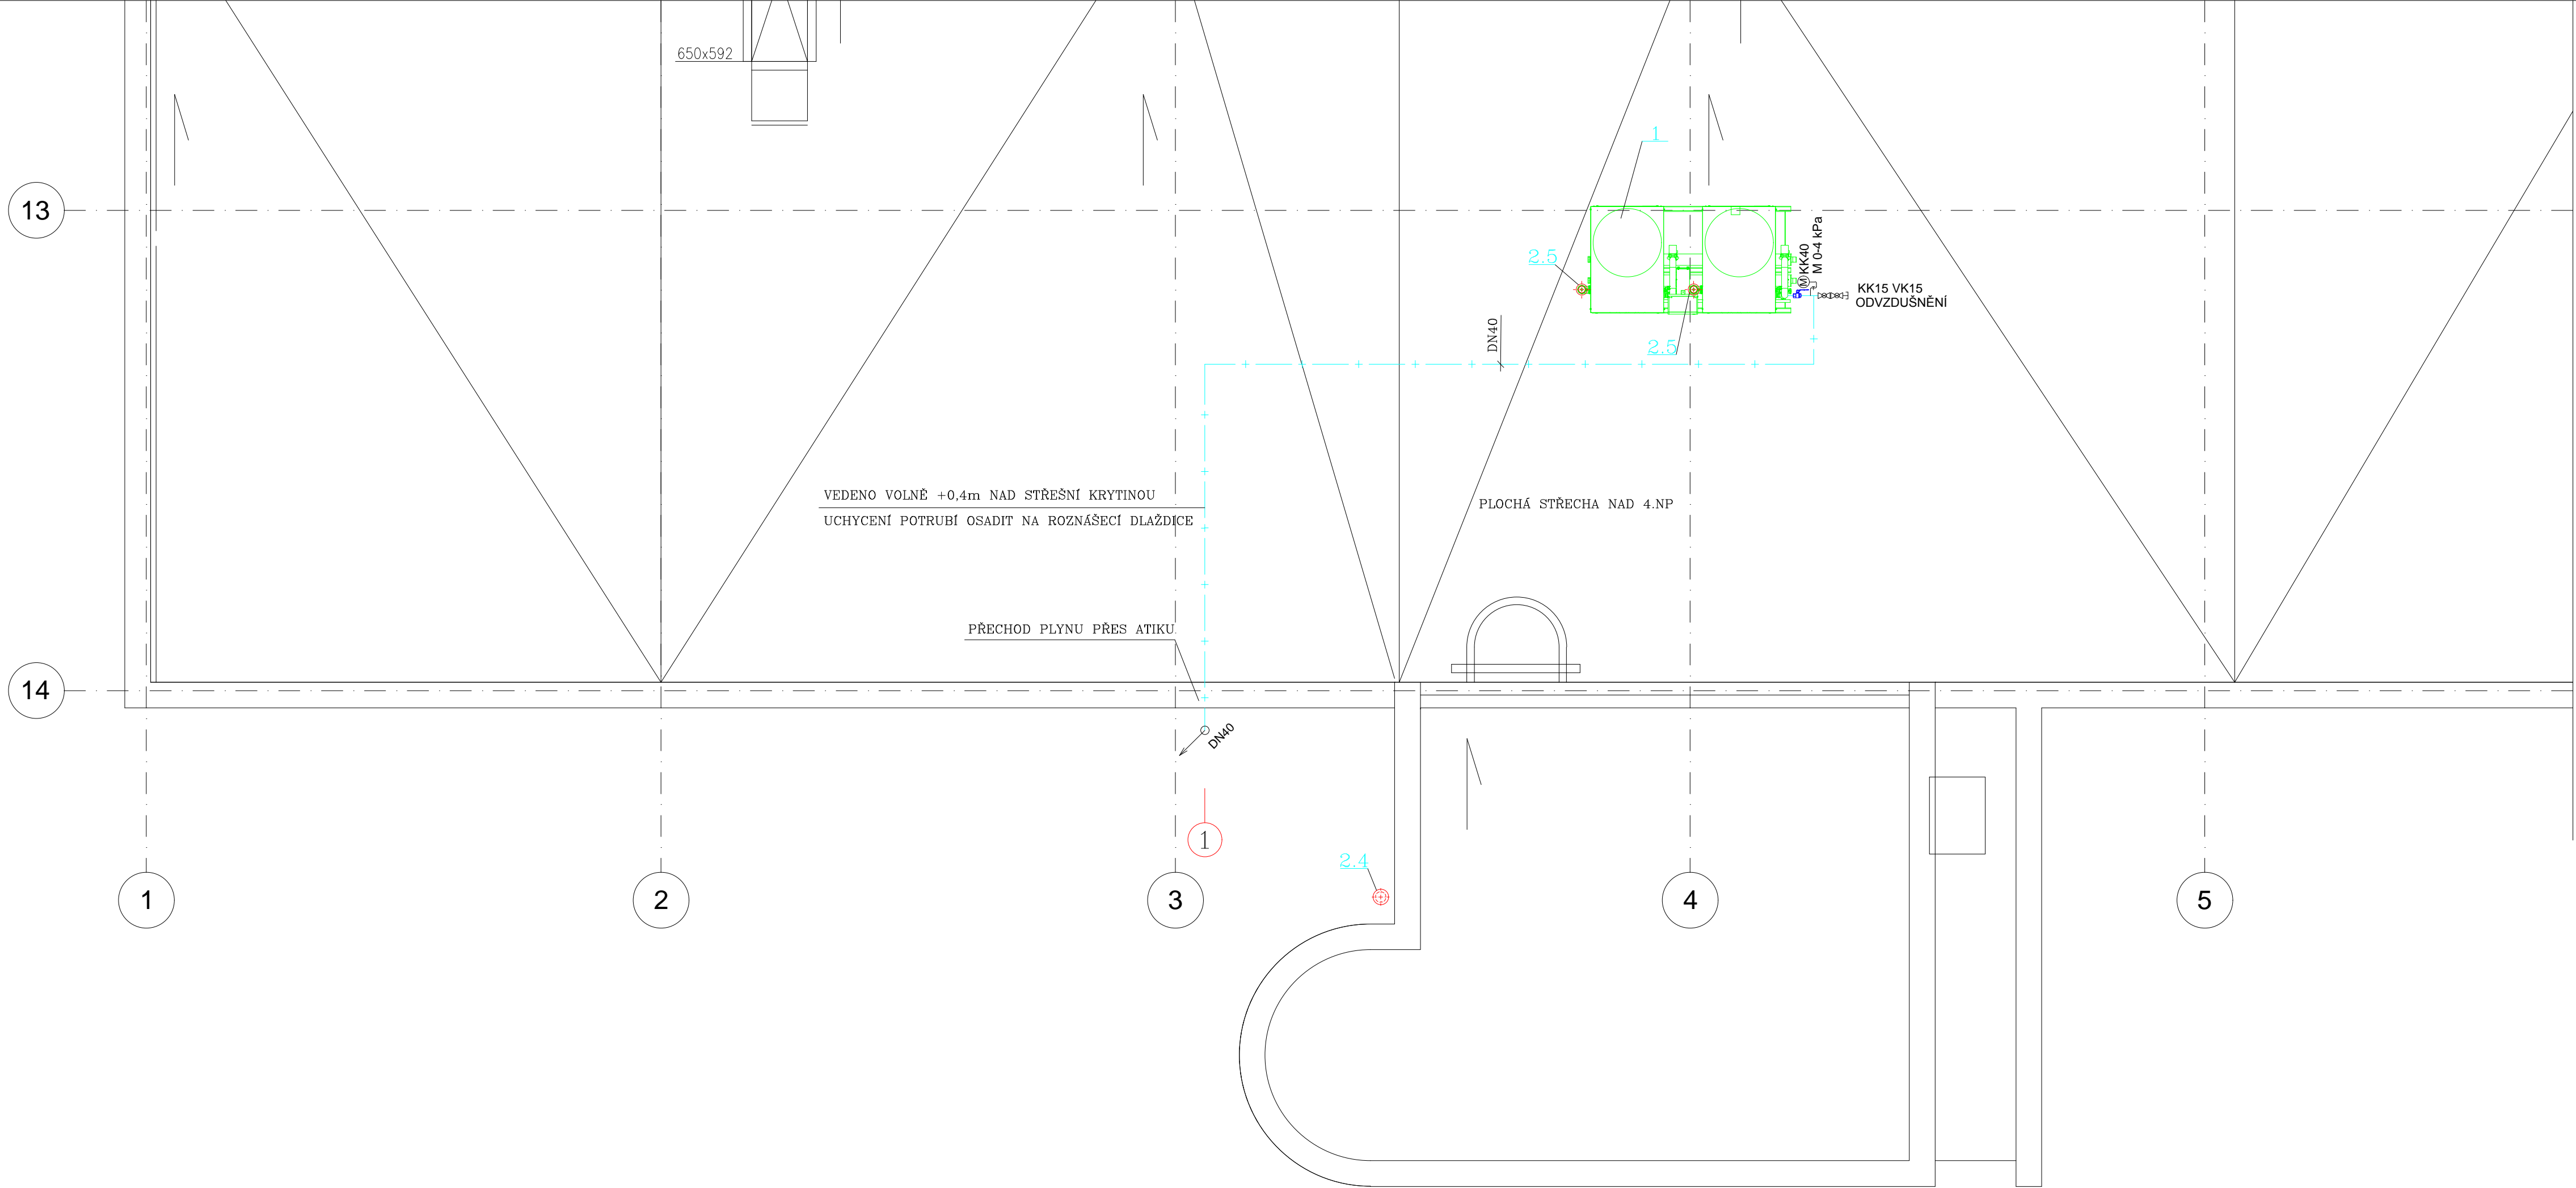 650x592
1
13
2.5
KK40
M 0-4 kPa
M
KK15 VK15
ODVZDUŠNĚNÍ
DN40
2.5
VEDENO VOLNĚ +0,4m NAD STŘEŠNÍ KRYTINOU
UCHYCENÍ POTRUBÍ OSADIT NA ROZNÁŠECÍ DLAŽDICE
PLOCHÁ STŘECHA NAD 4.NP
PŘECHOD PLYNU PŘES ATIKU
14
DN40
1
2.4
1
2
3
4
5